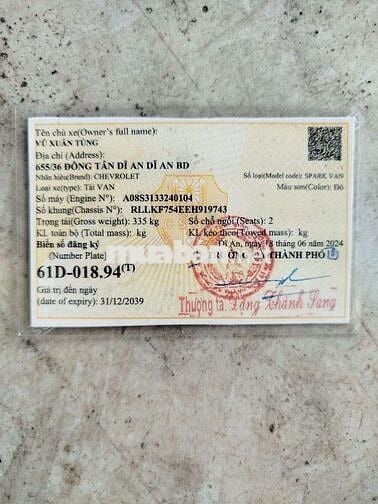 Tên chủ xe(Owner's full name):
VŨ XUÂN TÙNG
Địa chỉ (Address):
655/36 ĐÔNG TÂN DĨ AN DĨ AN BD
Nhãn hiệu(Brand): CHEVROLET Số loại(Model code): SPARK VAN
Loại xe(type): Tải VAN Màu sơn(Color): Đỏ
Số máy (Engine N°): A08S3133240104
Số khung(Chassis N°): RLLKF754EEH919743
Trọng tải(Gross weight): 335 kg Số chỗ ngồi(Seats): 2
KL toàn bộ (Total mass): kg KL kéo theo(Towed mass): kg
Biển số đăng ký Dĩ An, ngày 18 tháng 06 năm 2024
(Number Plate) TRƯỞNG CA THÀNH PHỐ
61D-018.94(T)
Giá trị đến ngày
(date of expiry): 31/12/2039
Thượng tá. Đặng Thanh Sang